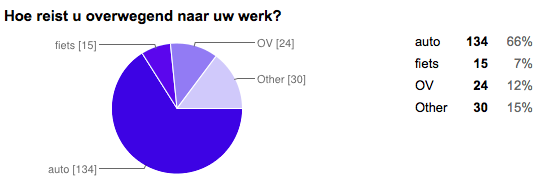 Hoe reist u overwegend naar uw werk?
fiets [15]
OV [24]
Other [30]
auto [134]
auto 134 66%
fiets 15 7%
OV 24 12%
Other 30 15%